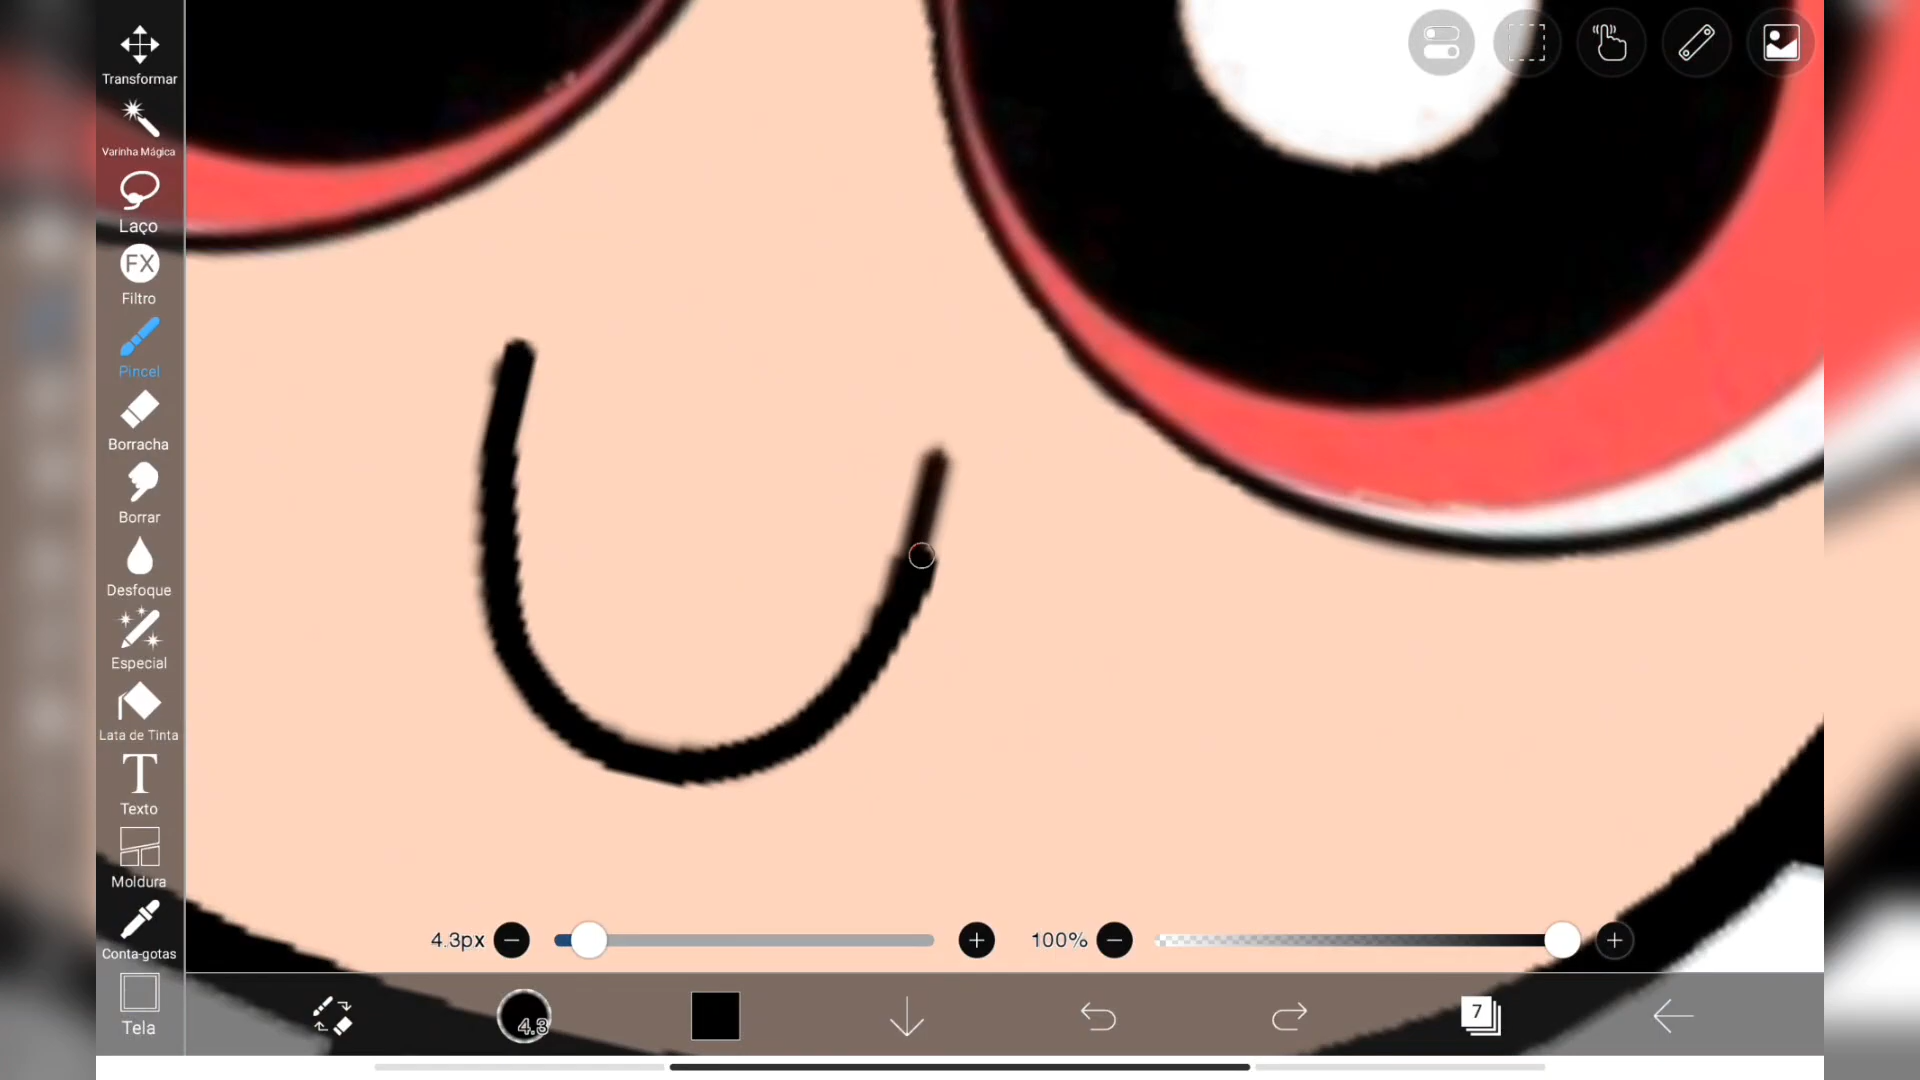 Transformar
Varinha Mágica
Laço
FX
Filtro
Pincel
Borracha
Borrar
Desfoque
Especial
Lata de Tinta
T
Texto
Moldura
Conta-gotas
Tela
4.3px
100%
4.3
7